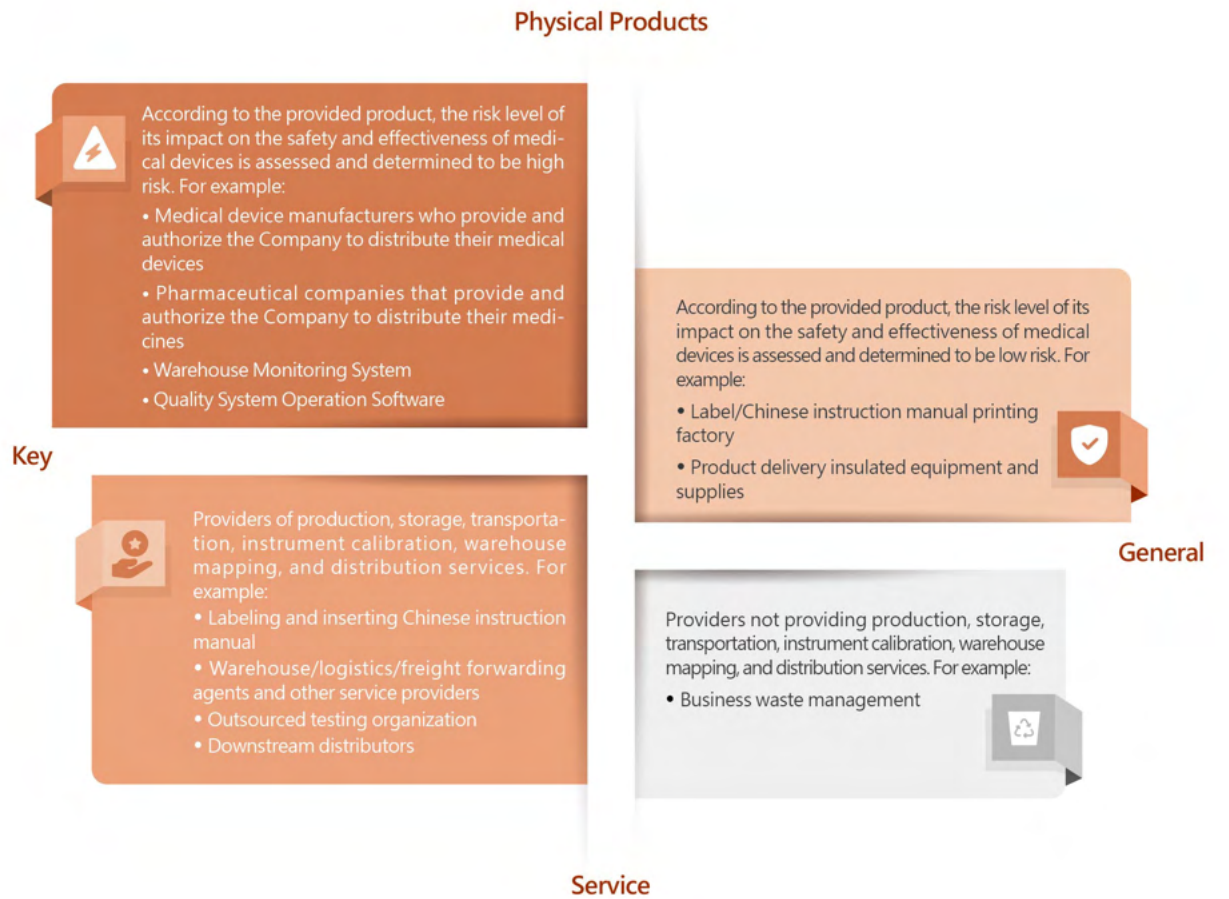 Physical Products
According to the provided product, the risk level of
its impact on the safety and effectiveness of medi-
cal devices is assessed and determined to be high
risk. For example:
• Medical device manufacturers who provide and
authorize the Company to distribute their medical
devices
• Pharmaceutical companies that provide and
authorize the Company to distribute their medi-
cines
• Warehouse Monitoring System
• Quality System Operation Software
According to the provided product, the risk level of its
impact on the safety and effectiveness of medical
devices is assessed and determined to be low risk. For
example:
• Label/Chinese instruction manual printing
factory
• Product delivery insulated equipment and
supplies
Key
Providers of production, storage, transporta-
tion, instrument calibration, warehouse
mapping, and distribution services. For
example:
• Labeling and inserting Chinese instruction
manual
• Warehouse/logistics/freight forwarding
agents and other service providers
• Outsourced testing organization
• Downstream distributors
General
Providers not providing production, storage,
transportation, instrument calibration, warehouse
mapping, and distribution services. For example:
• Business waste management
Service